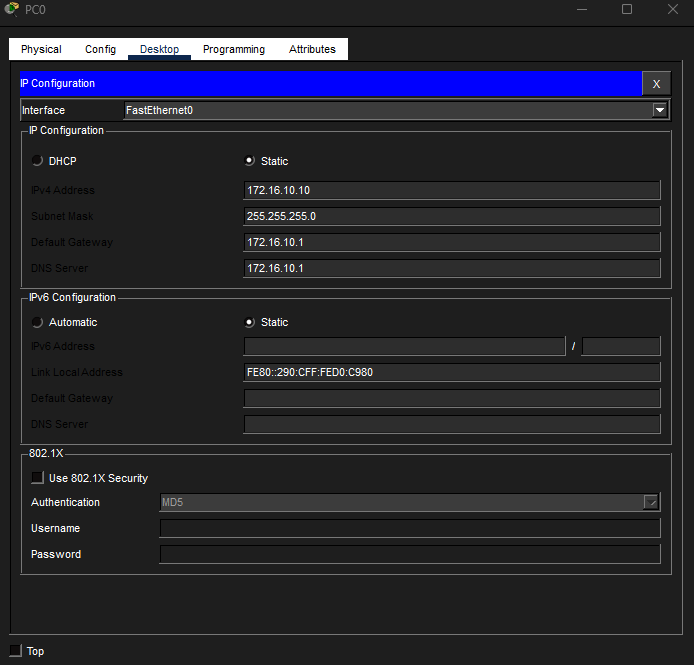 PC0
Physical Config Desktop Programming Attributes
IP Configuration X
Interface FastEthernet0
IP Configuration
DHCP Static
IPv4 Address 172.16.10.10
Subnet Mask 255.255.255.0
Default Gateway 172.16.10.1
DNS Server 172.16.10.1
IPv6 Configuration
Automatic Static
IPv6 Address /
Link Local Address FE80::290:CFF:FED0:C980
Default Gateway
DNS Server
802.1X
Use 802.1X Security
Authentication MD5
Username
Password
Top